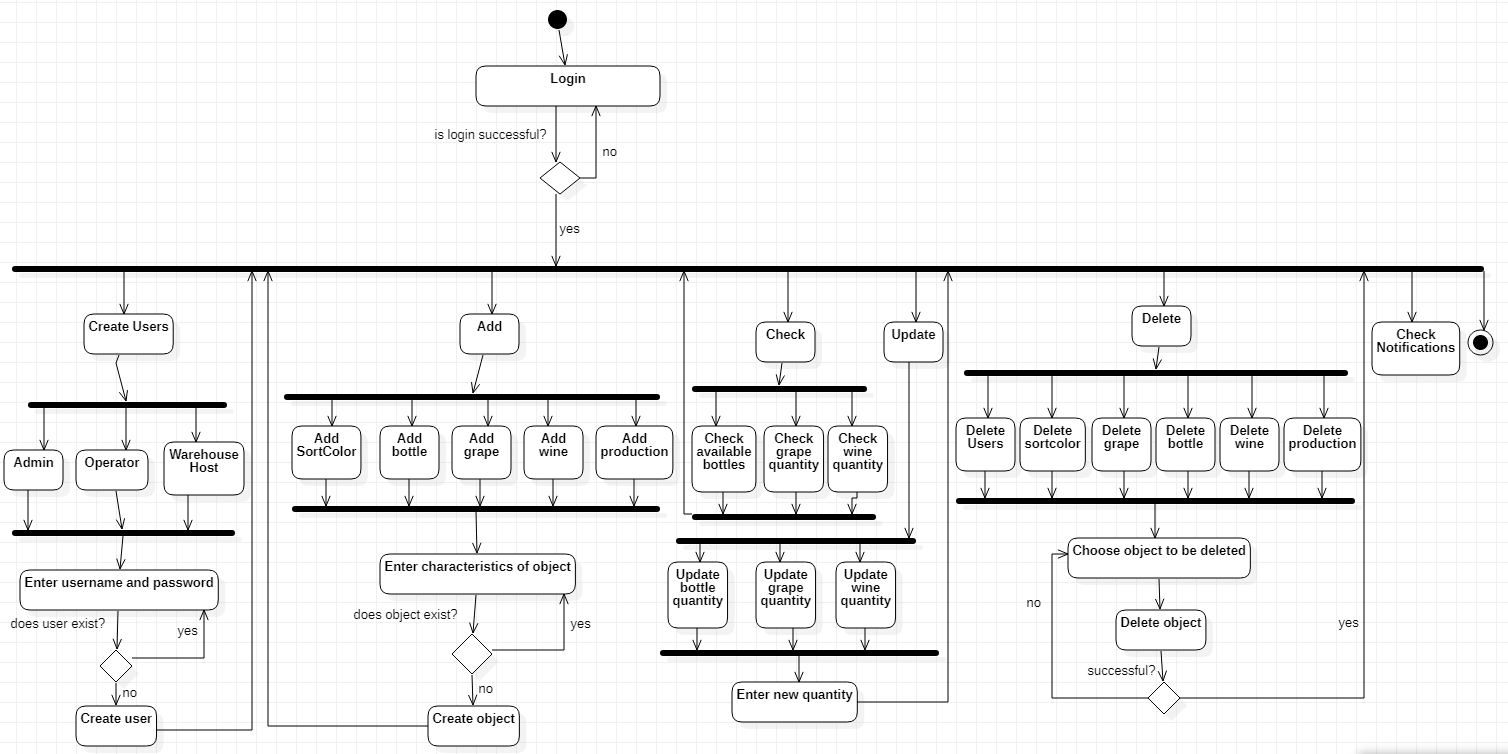 Login
is login successful?
no
yes
Create Users
Add
Check
Update
Delete
Check
Notifications
Admin
Operator
Warehouse
Host
Add
SortColor
Add
bottle
Add
grape
Add
wine
Add
production
Check
available
bottles
Check
grape
quantity
Check
wine
quantity
Delete
Users
Delete
sortcolor
Delete
grape
Delete
bottle
Delete
wine
Delete
production
Enter username and password
does user exist?
yes
no
Create user
Enter characteristics of object
does object exist?
yes
no
Create object
Update
bottle
quantity
Update
grape
quantity
Update
wine
quantity
Enter new quantity
Choose object to be deleted
no
Delete object
yes
successful?